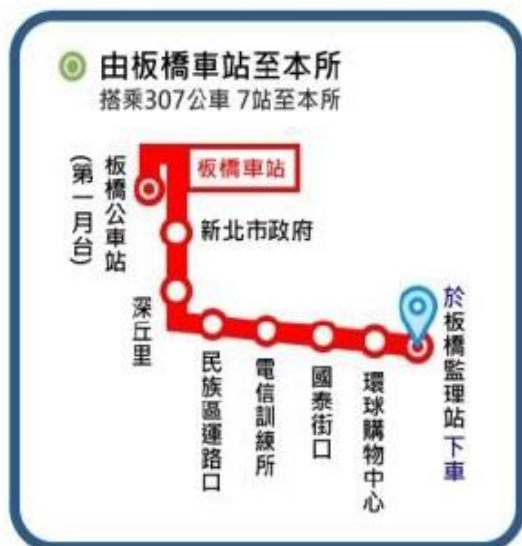 由板橋車站至本所
搭乘307公車 7站至本所
板橋車站
板橋公車站
(第一月台)
新北市政府
深丘里
民族區運路口
電信訓練所
國泰街口
環球購物中心
於板橋監理站下車